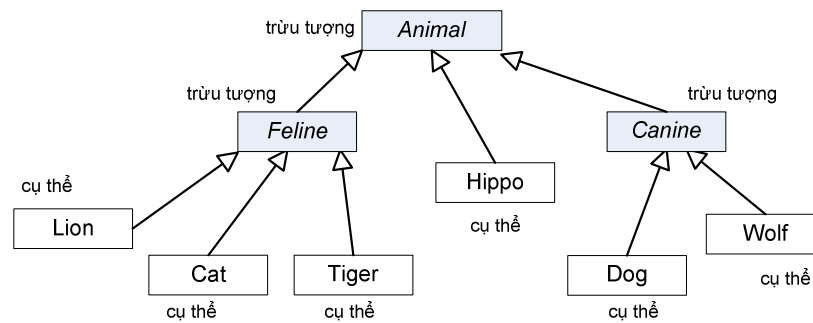 trừu tượng
Animal
trừu tượng
Feline
trừu tượng
Canine
cụ thể
Lion
Hippo
cụ thể
Wolf
cụ thể
Cat
cụ thể
Tiger
cụ thể
Dog
cụ thể